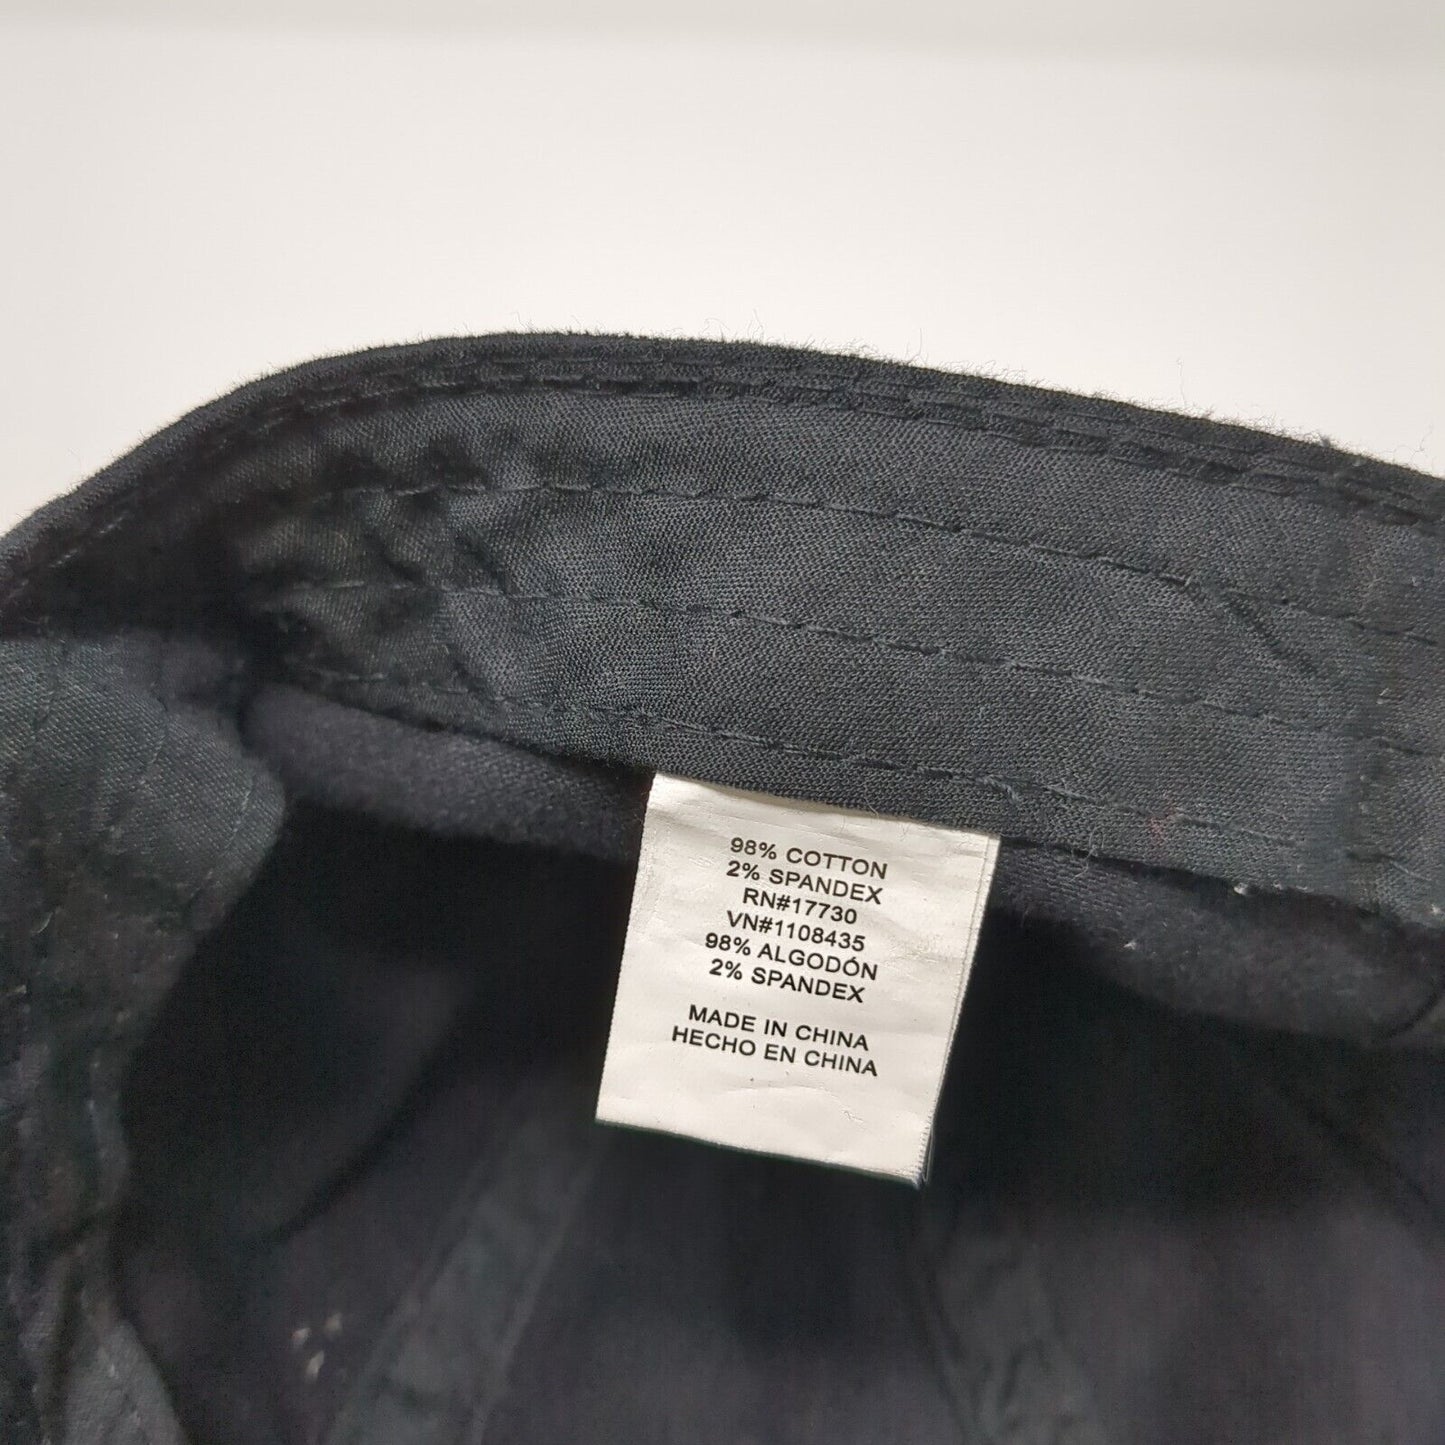 98% COTTON
2% SPANDEX
RN#17730
VN#1108435
98% ALGODÓN
2% SPANDEX
MADE IN CHINA
HECHO EN CHINA